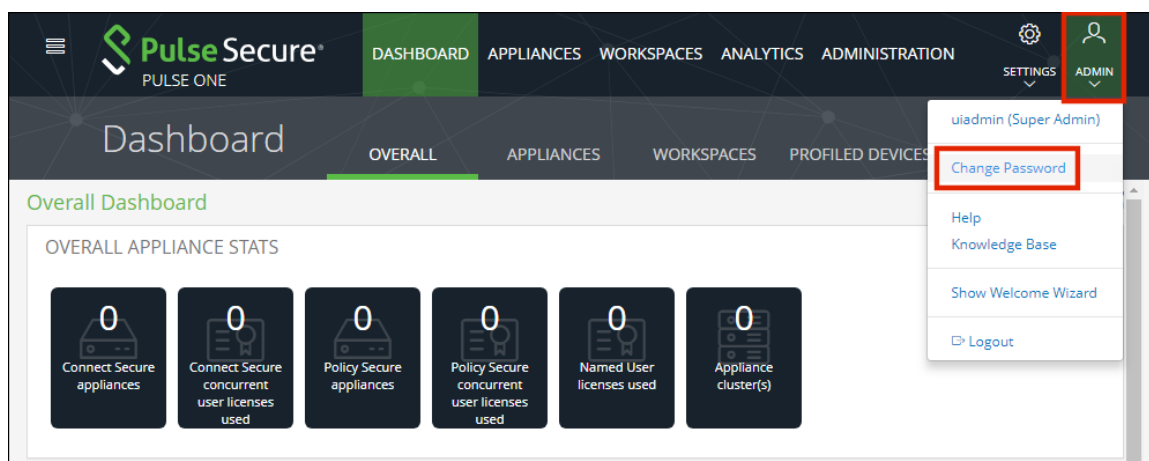 Pulse Secure®
PULSE ONE
DASHBOARD APPLIANCES WORKSPACES ANALYTICS ADMINISTRATION
SETTINGS
ADMIN
Dashboard
OVERALL APPLIANCES WORKSPACES PROFILED DEVICES
uiadmin (Super Admin)
Change Password
Help
Knowledge Base
Show Welcome Wizard
Logout
Overall Dashboard
OVERALL APPLIANCE STATS
0
Connect Secure
appliances
0
Connect Secure
concurrent
user licenses
used
0
Policy Secure
appliances
0
Policy Secure
concurrent
user licenses
used
0
Named User
licenses used
0
Appliance
cluster(s)